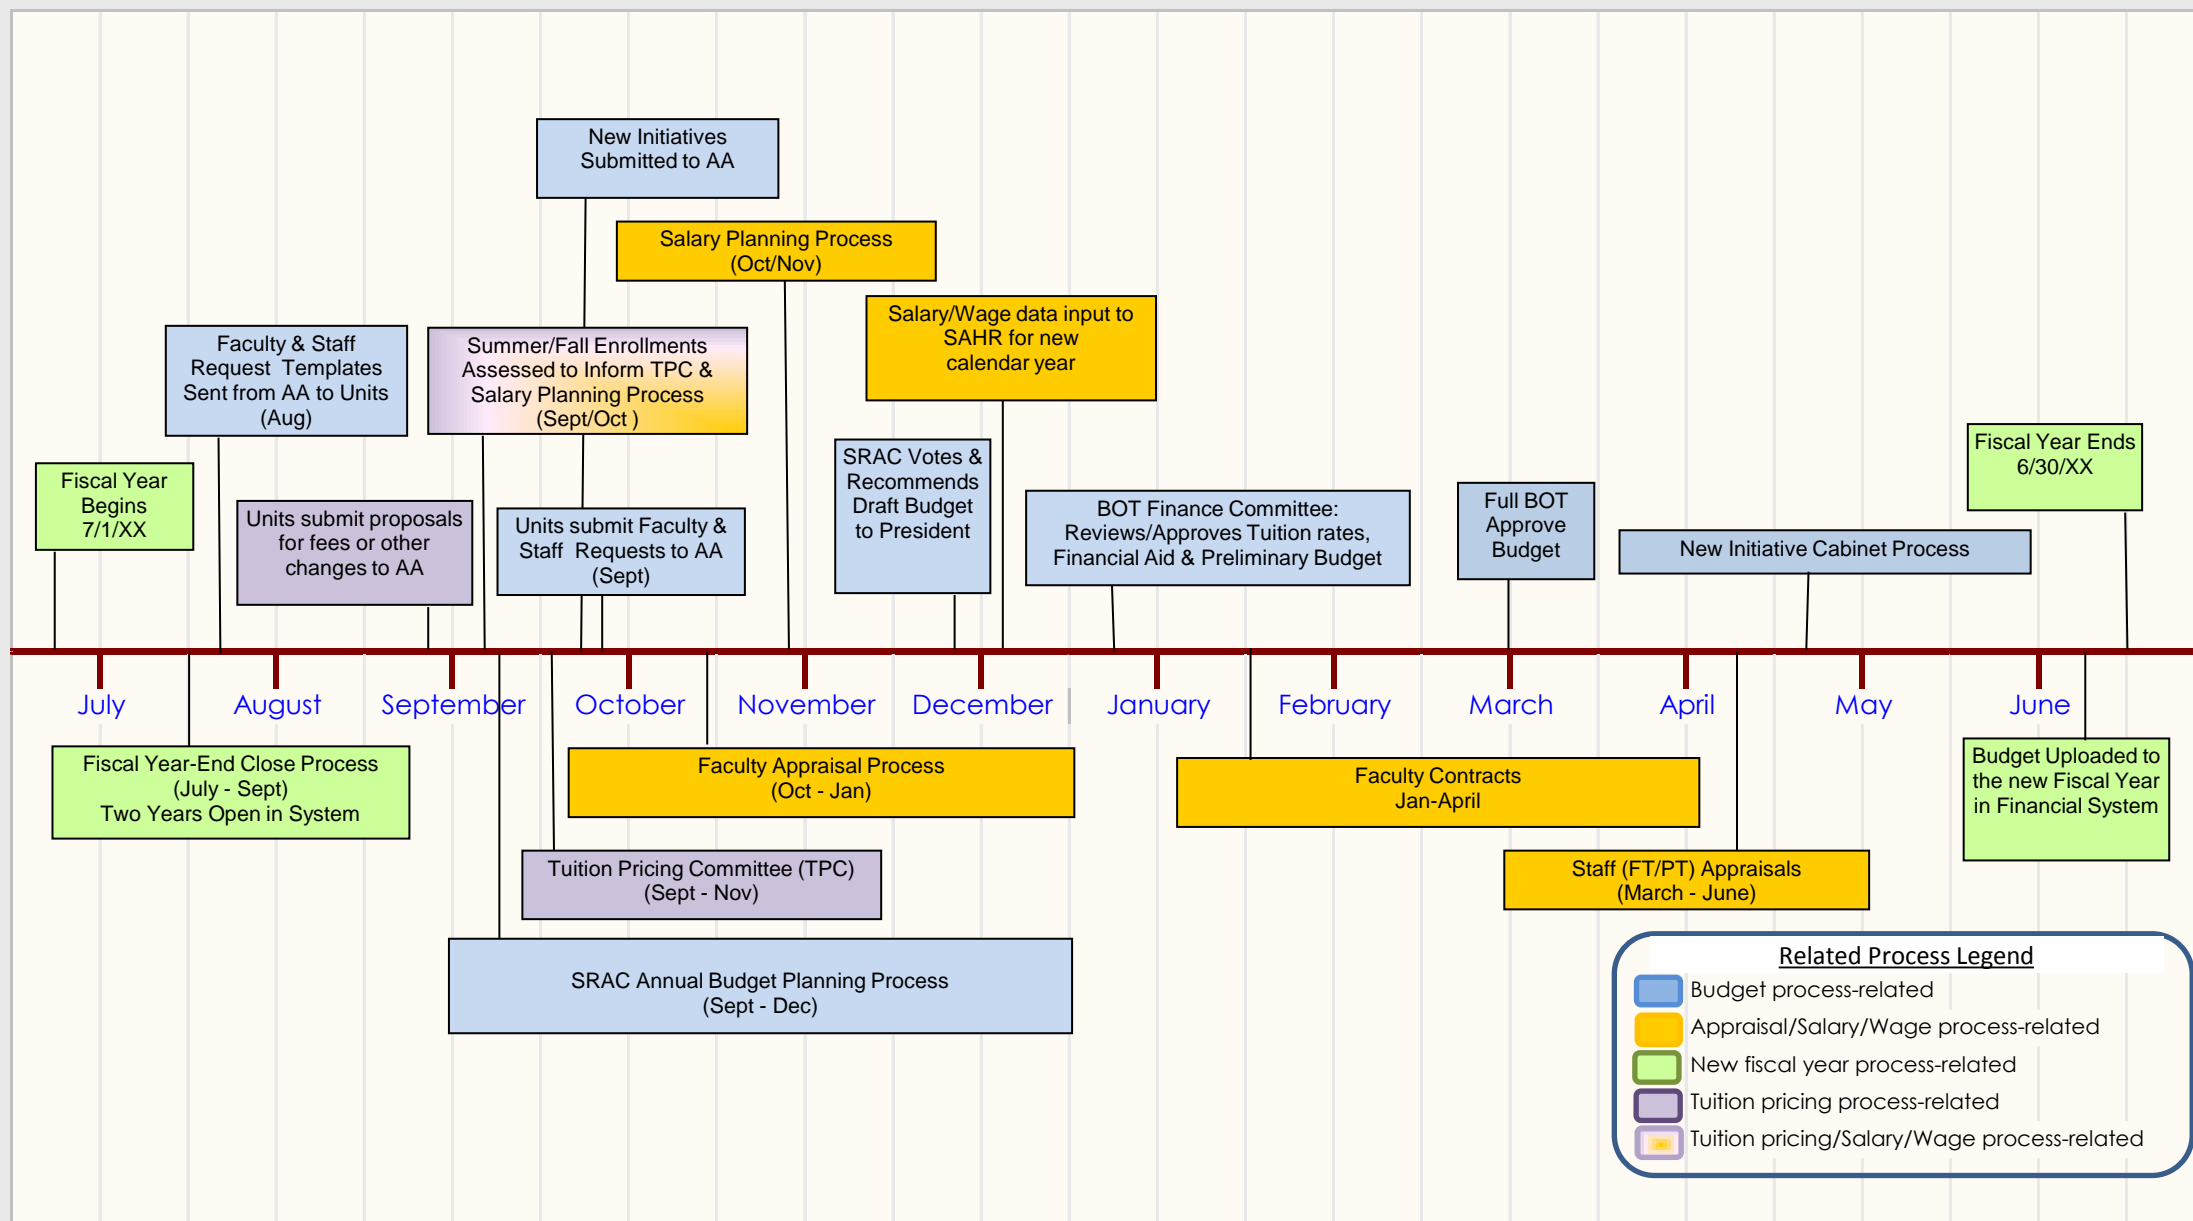 New Initiatives
Submitted to AA
Salary Planning Process
(Oct/Nov)
Salary/Wage data input to
SAHR for new
calendar year
Faculty & Staff
Request Templates
Sent from AA to Units
(Aug)
Summer/Fall Enrollments
Assessed to Inform TPC &
Salary Planning Process
(Sept/Oct )
Fiscal Year Ends
6/30/XX
SRAC Votes &
Recommends
Draft Budget
to President
Fiscal Year
Begins
7/1/XX
Units submit proposals
for fees or other
changes to AA
Units submit Faculty &
Staff Requests to AA
(Sept)
BOT Finance Committee:
Reviews/Approves Tuition rates,
Financial Aid & Preliminary Budget
Full BOT
Approve
Budget
New Initiative Cabinet Process
July
August
September
October
November
December
January
February
March
April
May
June
Fiscal Year-End Close Process
(July - Sept)
Two Years Open in System
Faculty Appraisal Process
(Oct - Jan)
Faculty Contracts
Jan-April
Budget Uploaded to
the new Fiscal Year
in Financial System
Tuition Pricing Committee (TPC)
(Sept - Nov)
Staff (FT/PT) Appraisals
(March - June)
SRAC Annual Budget Planning Process
(Sept - Dec)
Related Process Legend
Budget process-related
Appraisal/Salary/Wage process-related
New fiscal year process-related
Tuition pricing process-related
Tuition pricing/Salary/Wage process-related